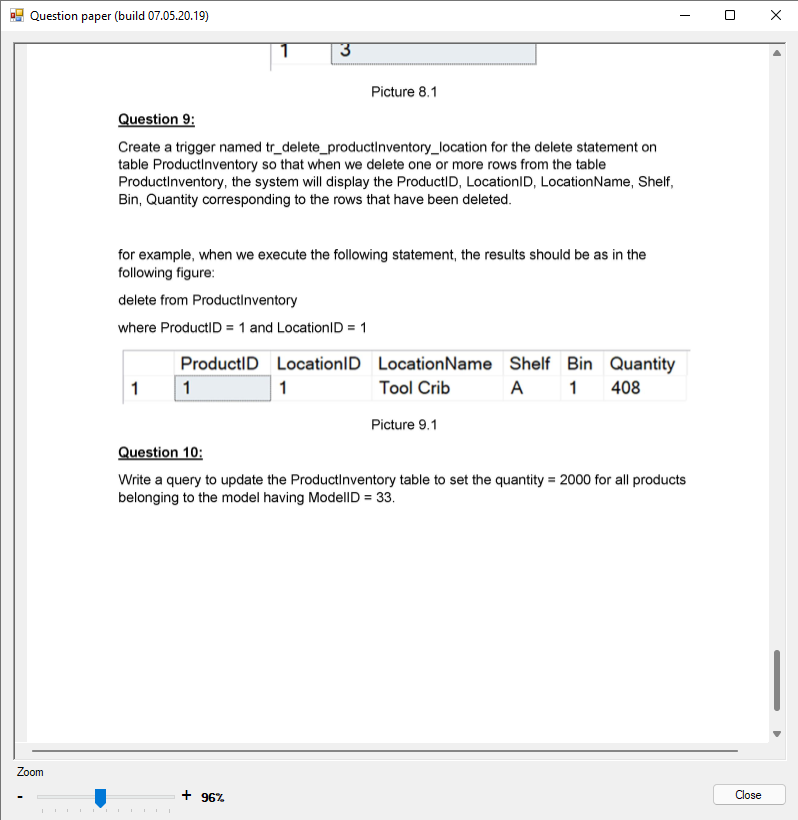 Question paper (build 07.05.20.19)
1 3
Picture 8.1
Question 9:
Create a trigger named tr_delete_productInventory_location for the delete statement on
table ProductInventory so that when we delete one or more rows from the table
ProductInventory, the system will display the ProductID, LocationID, LocationName, Shelf,
Bin, Quantity corresponding to the rows that have been deleted.
for example, when we execute the following statement, the results should be as in the
following figure:
delete from ProductInventory
where ProductID = 1 and LocationID = 1
ProductID LocationID LocationName Shelf Bin Quantity
1 1 1 Tool Crib A 1 408
Picture 9.1
Question 10:
Write a query to update the ProductInventory table to set the quantity = 2000 for all products
belonging to the model having ModelID = 33.
Zoom
- + 96%
Close